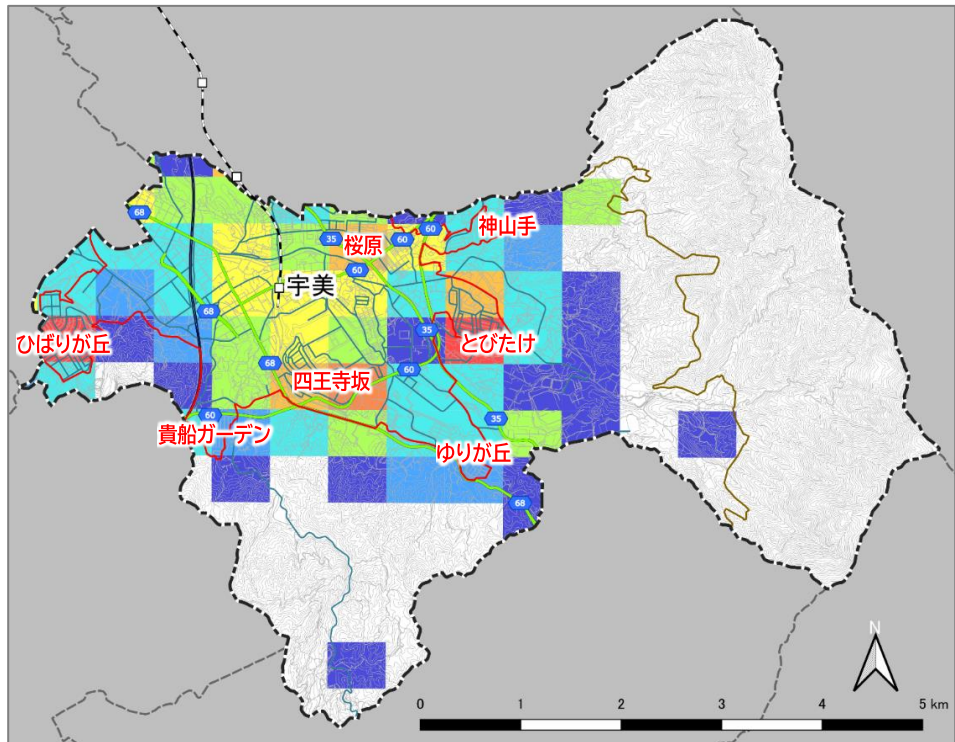 68
35
桜原
60
60
神山手
60
宇美
68
ひばりが丘
35
とびたけ
68
四王寺坂
60
60
貴船ガーデン
35
ゆりが丘
68
N
0 1 2 3 4 5 km